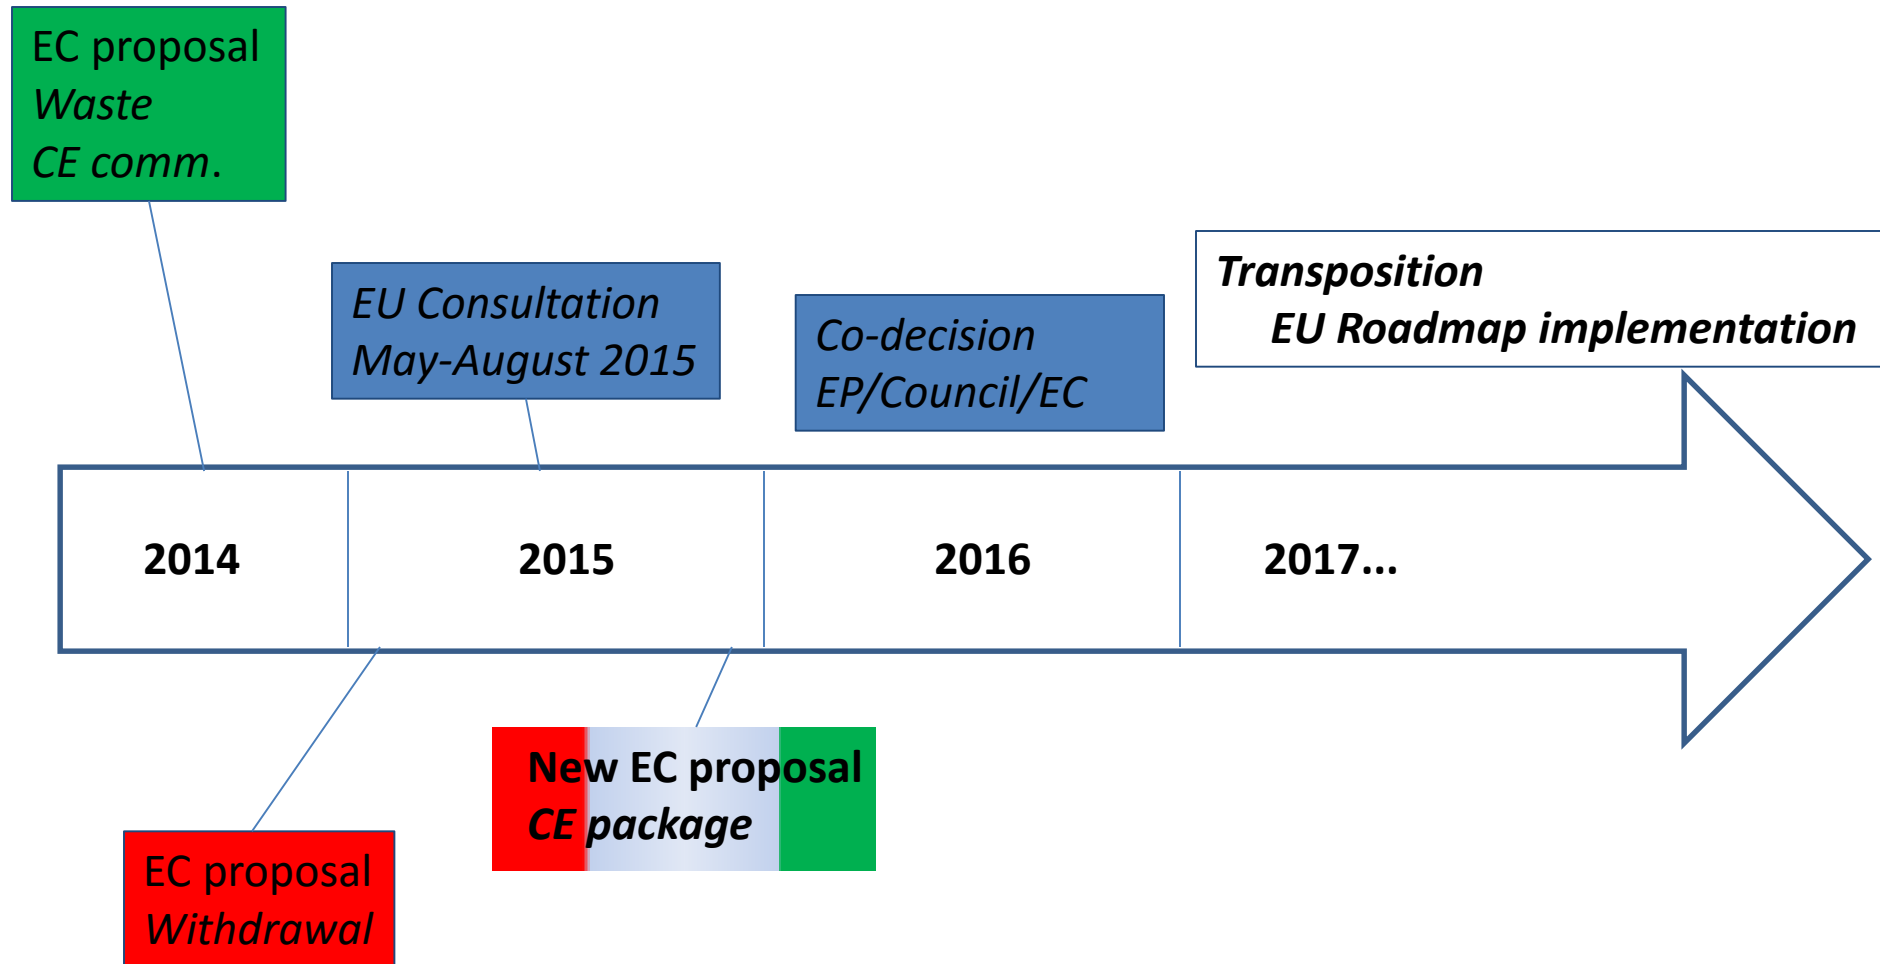 EC proposal
Waste
CE comm.
EU Consultation
May-August 2015
Co-decision
EP/Council/EC
Transposition
EU Roadmap implementation
2014
2015
2016
2017...
New EC proposal
CE package
EC proposal
Withdrawal